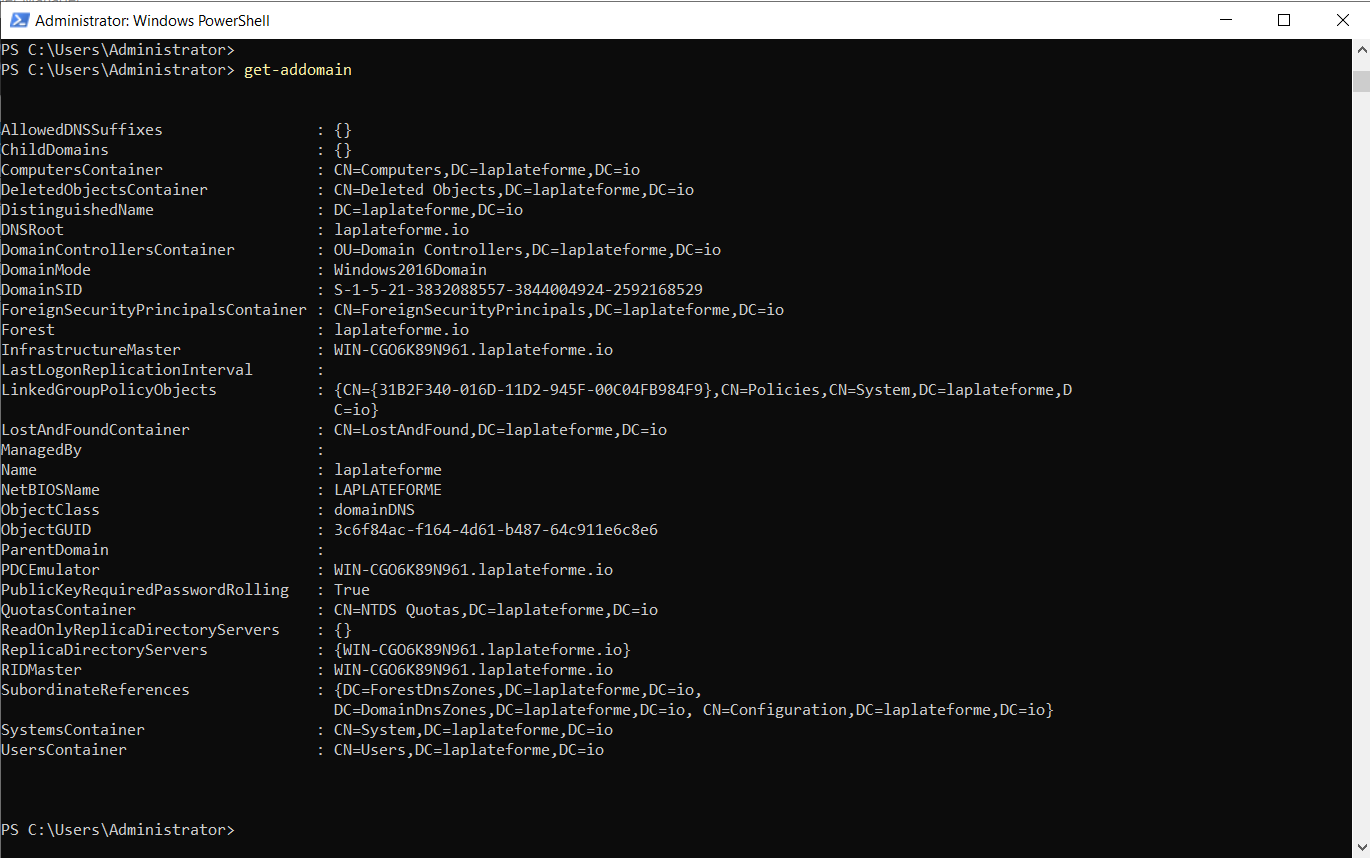 Administrator: Windows PowerShell
PS C:\Users\Administrator>
PS C:\Users\Administrator> get-addomain
AllowedDNSSuffixes : {}
ChildDomains : {}
ComputersContainer : CN=Computers,DC=laplateforme,DC=io
DeletedObjectsContainer : CN=Deleted Objects,DC=laplateforme,DC=io
DistinguishedName : DC=laplateforme,DC=io
DNSRoot : laplateforme.io
DomainControllersContainer : OU=Domain Controllers,DC=laplateforme,DC=io
DomainMode : Windows2016Domain
DomainSID : S-1-5-21-3832088557-3844004924-2592168529
ForeignSecurityPrincipalsContainer : CN=ForeignSecurityPrincipals,DC=laplateforme,DC=io
Forest : laplateforme.io
InfrastructureMaster : WIN-CGO6K89N961.laplateforme.io
LastLogonReplicationInterval :
LinkedGroupPolicyObjects : {CN={31B2F340-016D-11D2-945F-00C04FB984F9},CN=Policies,CN=System,DC=laplateforme,D
C=io}
LostAndFoundContainer : CN=LostAndFound,DC=laplateforme,DC=io
ManagedBy :
Name : laplateforme
NetBIOSName : LAPLATEFORME
ObjectClass : domainDNS
ObjectGUID : 3c6f84ac-f164-4d61-b487-64c911e6c8e6
ParentDomain :
PDCEmulator : WIN-CGO6K89N961.laplateforme.io
PublicKeyRequiredPasswordRolling : True
QuotasContainer : CN=NTDS Quotas,DC=laplateforme,DC=io
ReadOnlyReplicaDirectoryServers : {}
ReplicaDirectoryServers : {WIN-CGO6K89N961.laplateforme.io}
RIDMaster : WIN-CGO6K89N961.laplateforme.io
SubordinateReferences : {DC=ForestDnsZones,DC=laplateforme,DC=io,
DC=DomainDnsZones,DC=laplateforme,DC=io, CN=Configuration,DC=laplateforme,DC=io}
SystemsContainer : CN=System,DC=laplateforme,DC=io
UsersContainer : CN=Users,DC=laplateforme,DC=io
PS C:\Users\Administrator>